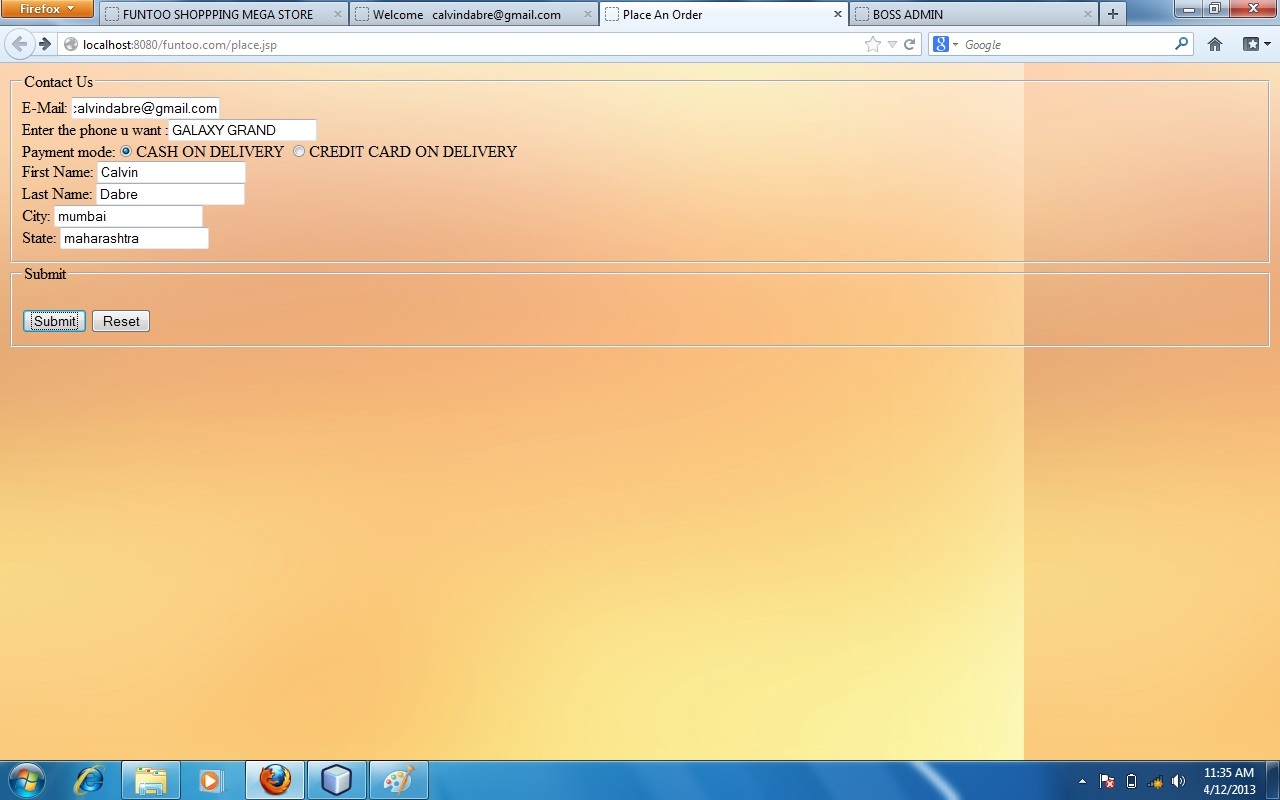 Firefox
FUNTOO SHOPPPING MEGA STORE
Welcome calvindabre@gmail.com
Place An Order
BOSS ADMIN
localhost:8080/funtoo.com/place.jsp
Google
Contact Us
E-Mail: calvindabre@gmail.com
Enter the phone u want : GALAXY GRAND
Payment mode: CASH ON DELIVERY CREDIT CARD ON DELIVERY
First Name: Calvin
Last Name: Dabre
City: mumbai
State: maharashtra
Submit
Submit Reset
11:35 AM
4/12/2013